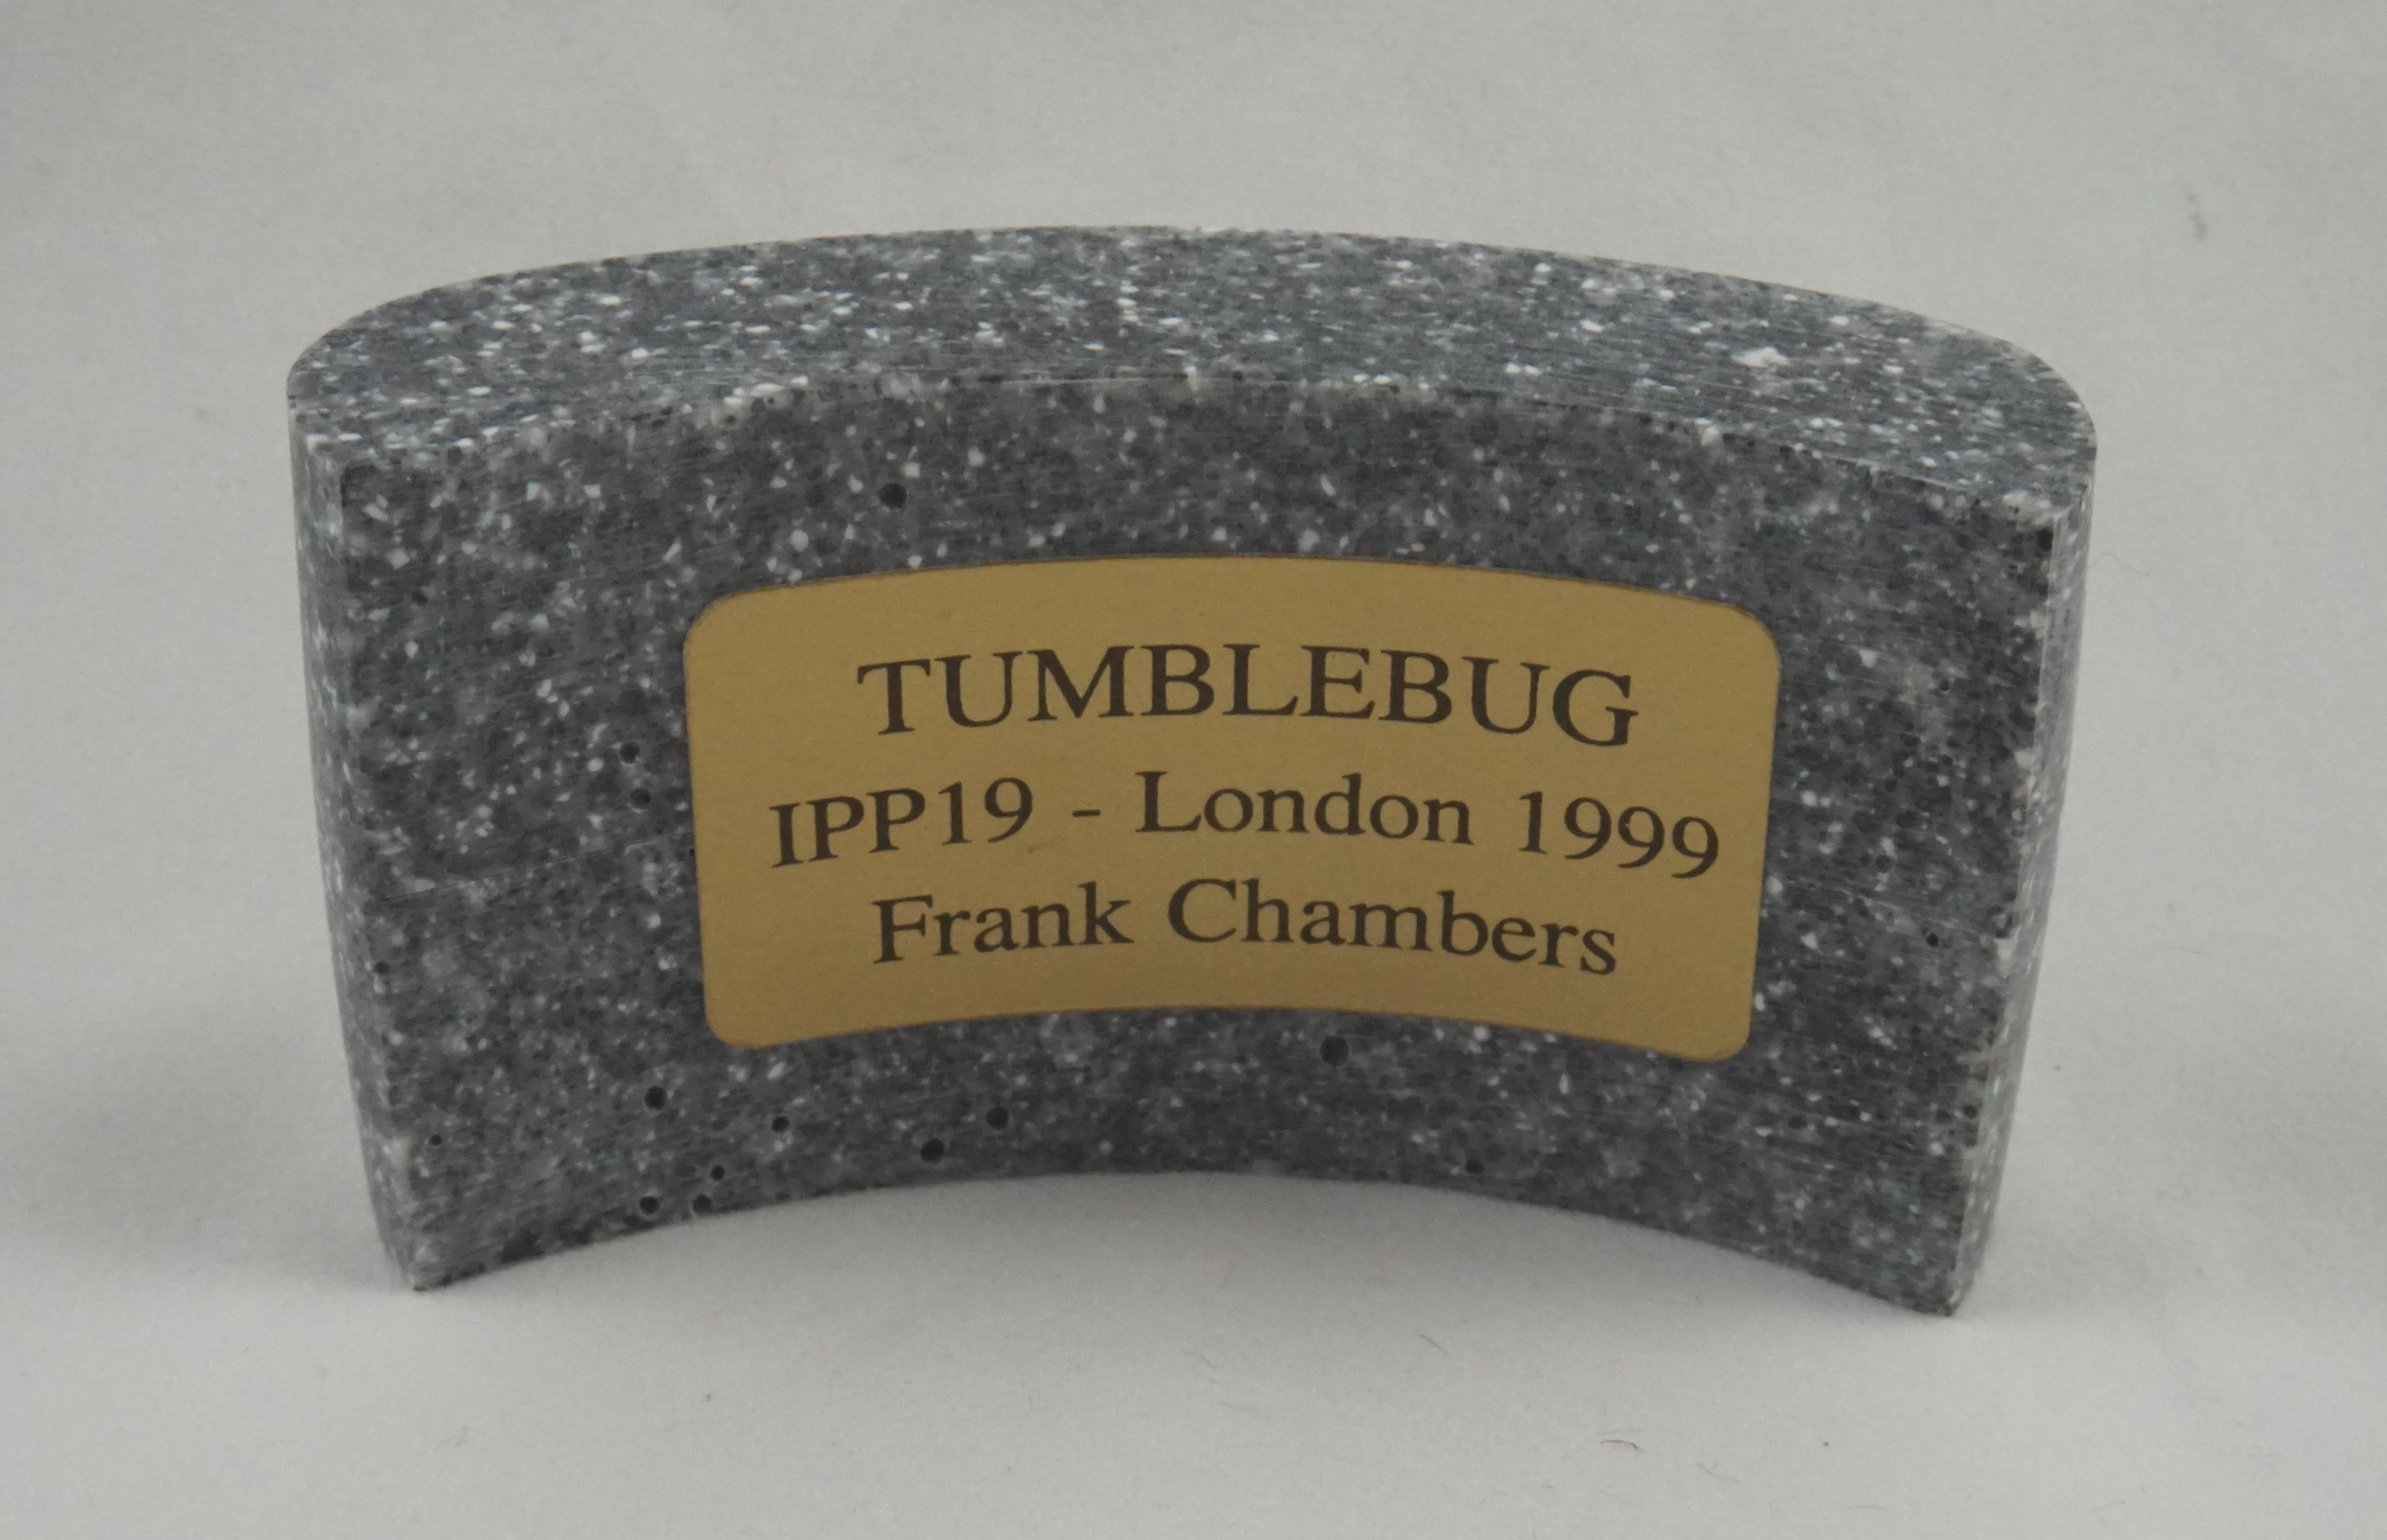 TUMBLEBUG
IPP19 - London 1999
Frank Chambers